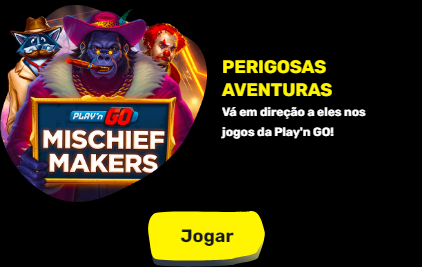 PLAY'n GO
MISCHIEF
MAKERS
PERIGOSAS
AVENTURAS
Vá em direção a eles nos
jogos da Play'n GO!
Jogar